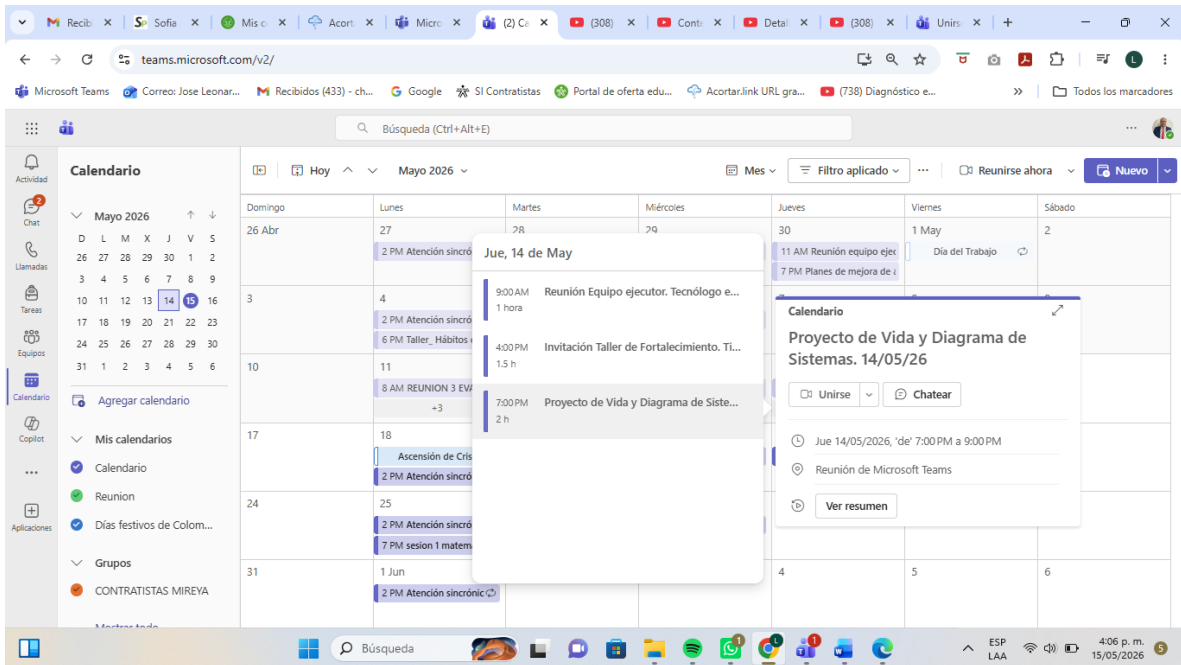 Recib
Sofia
Mis c
Acort
Micro
(2) Ca
(308)
Cont
Detal
(308)
Unirs
teams.microsoft.com/v2/
L
Microsoft Teams
Correo: Jose Leonar...
Recibidos (433) - ch...
Google
SI Contratistas
Portal de oferta edu...
Acortar.link URL gra...
(738) Diagnóstico e...
Todos los marcadores
Búsqueda (Ctrl+Alt+E)
Actividad
2
Chat
Llamadas
Tareas
Equipos
Calendario
Copilot
Aplicaciones
Calendario
Mayo 2026
D L M X J V S
26 27 28 29 30 1 2
3 4 5 6 7 8 9
10 11 12 13 14 15 16
17 18 19 20 21 22 23
24 25 26 27 28 29 30
31 1 2 3 4 5 6
Agregar calendario
Mis calendarios
Calendario
Reunion
Días festivos de Colom...
Grupos
CONTRATISTAS MIREYA
Mostrar todo
Hoy
Mayo 2026
Mes
Filtro aplicado
Reunirse ahora
Nuevo
Domingo Lunes Martes Miércoles Jueves Viernes Sábado
26 Abr 27 28 29 30 1 May 2
2 PM Atención sincró
11 AM Reunión equipo ejec
Día del Trabajo
7 PM Planes de mejora de
3 4
2 PM Atención sincró
6 PM Taller_ Hábitos
10 11
8 AM REUNION 3 EVA
+3
17 18
Ascensión de Cris
2 PM Atención sincró
24 25
2 PM Atención sincró
7 PM sesion 1 matem
31 1 Jun 4 5 6
2 PM Atención sincrónic
Jue, 14 de May
9:00 AM Reunión Equipo ejecutor. Tecnólogo e...
1 hora
4:00 PM Invitación Taller de Fortalecimiento. Ti...
1.5 h
7:00 PM Proyecto de Vida y Diagrama de Siste...
2 h
Calendario
Proyecto de Vida y Diagrama de
Sistemas. 14/05/26
Unirse
Chatear
Jue 14/05/2026, 'de' 7:00 PM a 9:00 PM
Reunión de Microsoft Teams
Ver resumen
Búsqueda
ESP
LAA
4:06 p. m.
15/05/2026
5